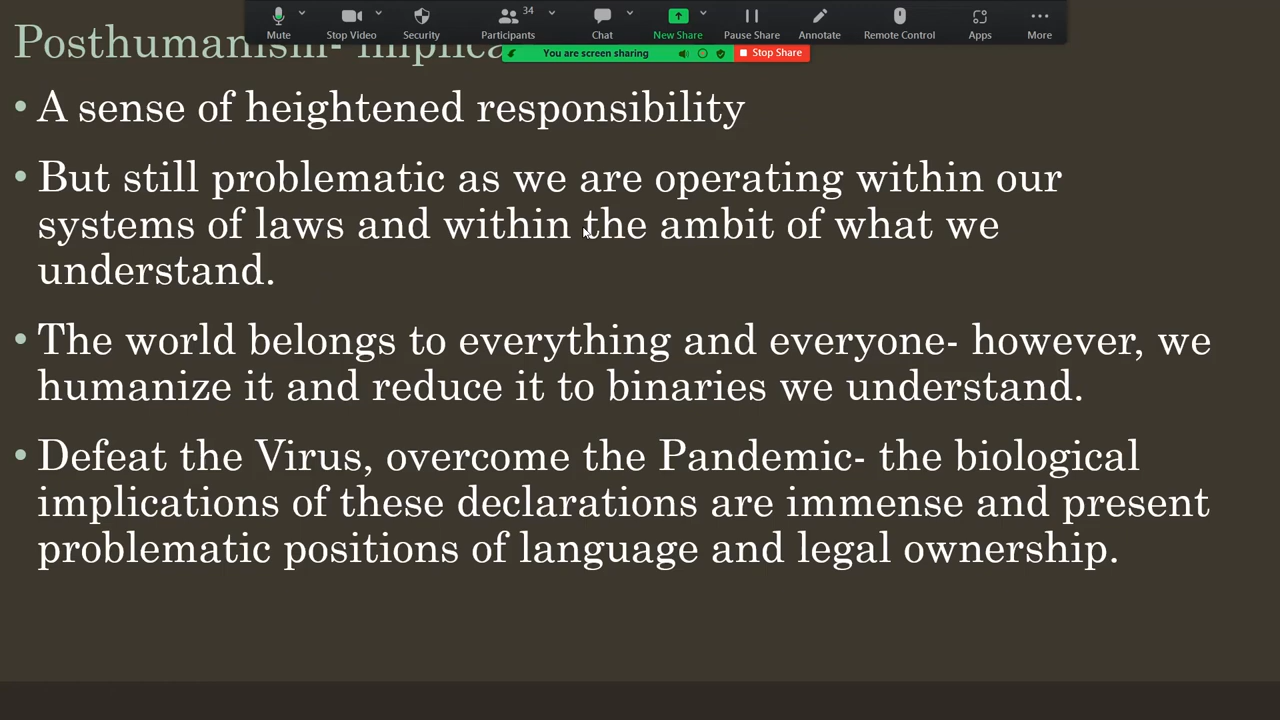 34
Mute
Stop Video
Security
Participants
Chat
New Share
Pause Share
Annotate
Remote Control
Apps
More
You are screen sharing
Stop Share
Posthumanism-
• A sense of heightened responsibility
• But still problematic as we are operating within our
systems of laws and within the ambit of what we
understand.
• The world belongs to everything and everyone- however, we
humanize it and reduce it to binaries we understand.
• Defeat the Virus, overcome the Pandemic- the biological
implications of these declarations are immense and present
problematic positions of language and legal ownership.